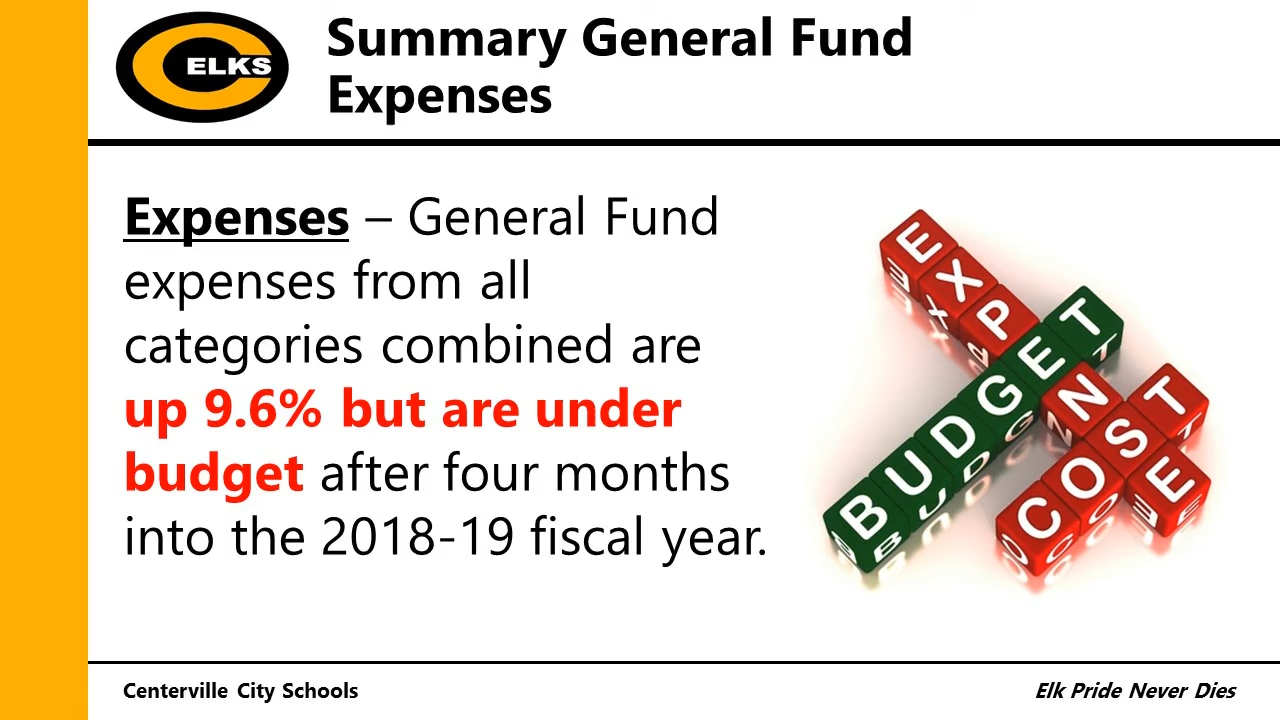 ELKS
Summary General Fund
Expenses
Expenses – General Fund
expenses from all
categories combined are
up 9.6% but are under
budget after four months
into the 2018-19 fiscal year.
EXPENSE
BUDGET
COST
Centerville City Schools
Elk Pride Never Dies